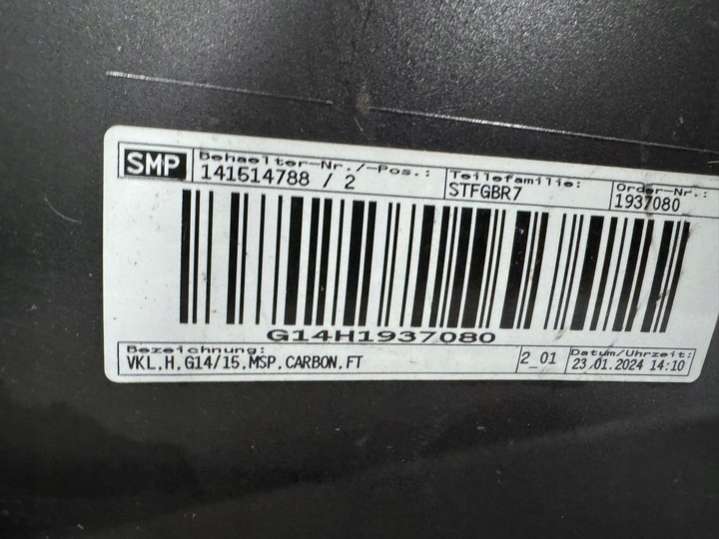 SMP
Behaelter-Nr./-Pos.:
141514788 / 2
Teilefamilie:
STFGBR7
Order-Nr.:
1937080
G14H1937080
Bezeichnung:
VKL.H.G14/15.MSP.CARBON.FT
2_01
Datum/Uhrzeit:
23.01.2024 14:10